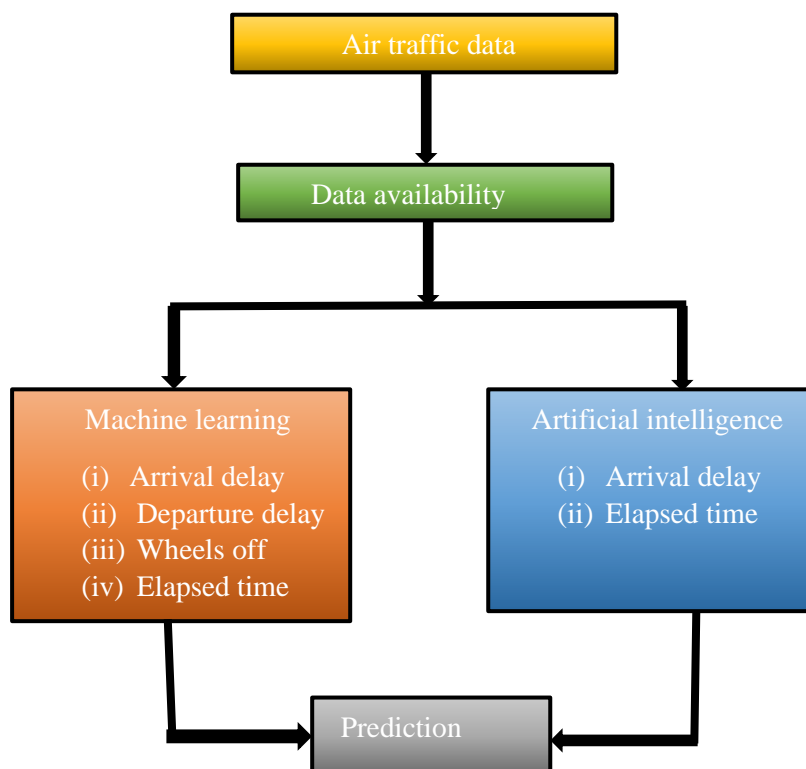 Air traffic data
Data availability
Machine learning
(i) Arrival delay
(ii) Departure delay
(iii) Wheels off
(iv) Elapsed time
Artificial intelligence
(i) Arrival delay
(ii) Elapsed time
Prediction